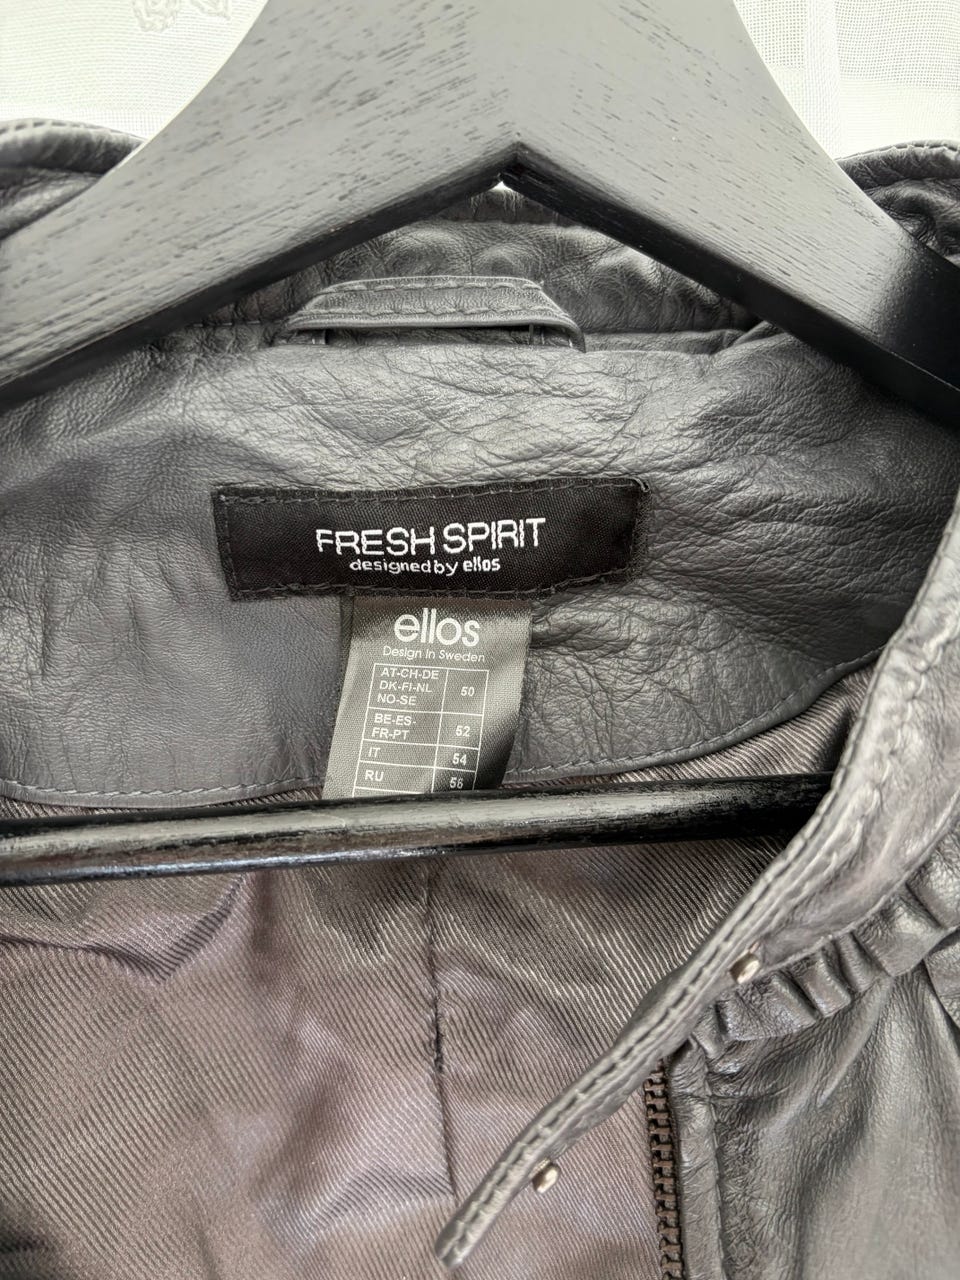 FRESH SPIRIT
designed by ellos
ellos
Design In Sweden
AT-CH-DE
DK-FI-NL 50
NO-SE
BE-ES-
FR-PT 52
IT 54
RU 56